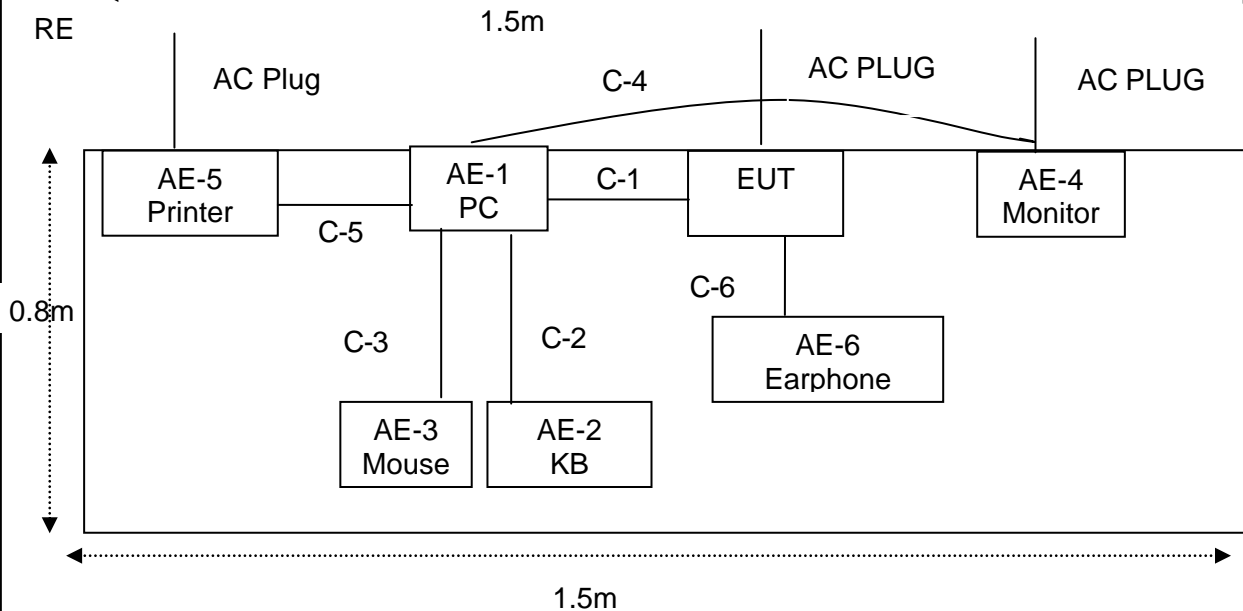 RE
1.5m
AC Plug
C-4
AC PLUG
AC PLUG
AE-5
Printer
AE-1
PC
C-1
EUT
AE-4
Monitor
C-5
C-6
0.8m
C-3
C-2
AE-6
Earphone
AE-3
Mouse
AE-2
KB
1.5m